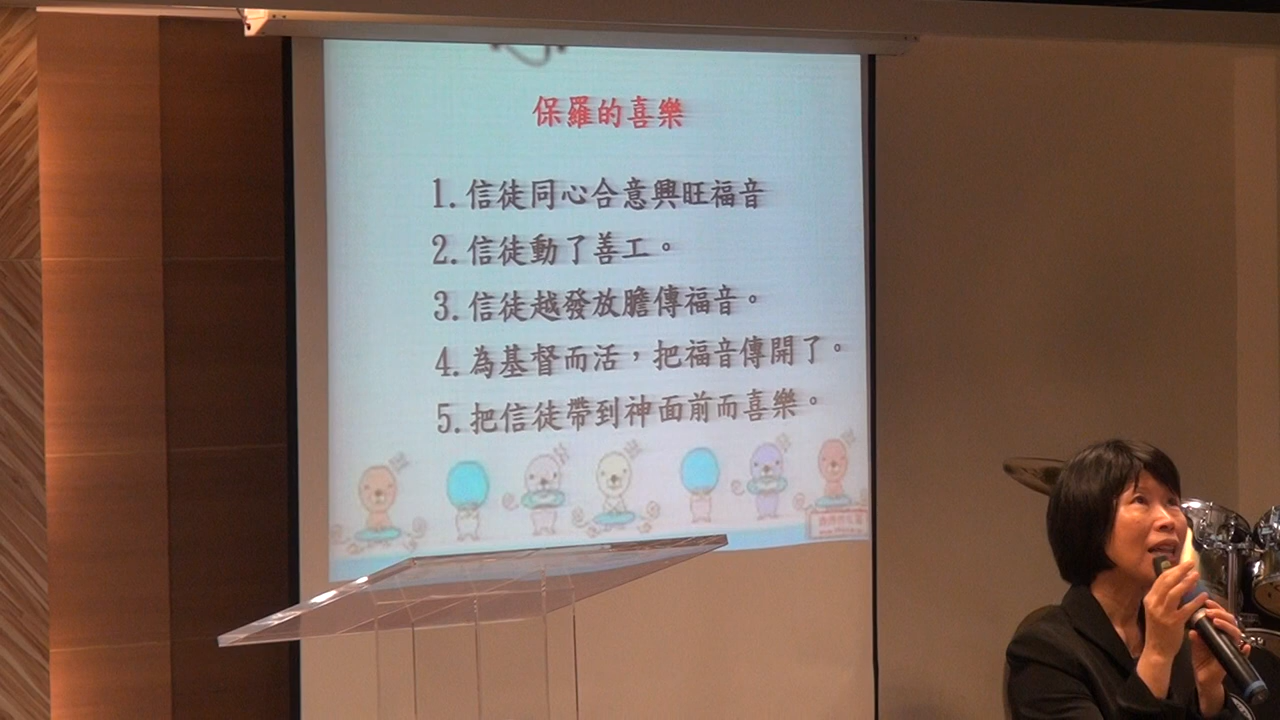 保羅的喜樂
1.信徒同心合意興旺福音
2.信徒動了善工。
3.信徒越發放膽傳福音。
4.為基督而活，把福音傳開了。
5.把信徒帶到神面前而喜樂。